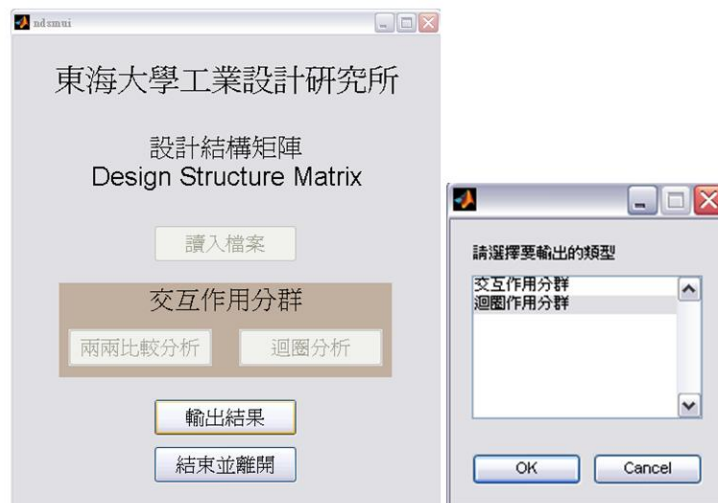 ndsmui
東海大學工業設計研究所
設計結構矩陣
Design Structure Matrix
讀入檔案
交互作用分群
兩兩比較分析
迴圈分析
輸出結果
結束並離開
請選擇要輸出的類型
交互作用分群
迴圈作用分群
OK
Cancel